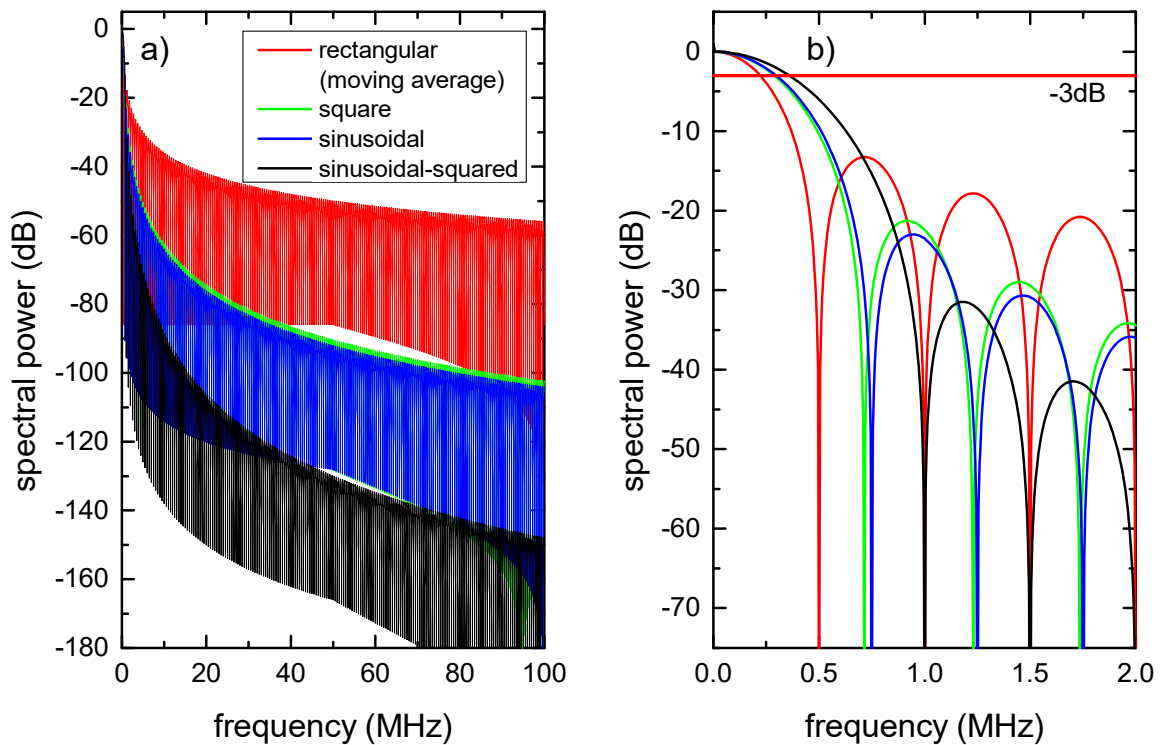 a)
rectangular
(moving average)
square
sinusoidal
sinusoidal-squared
0
-20
-40
-60
-80
-100
-120
-140
-160
-180
spectral power (dB)
0 20 40 60 80 100
frequency (MHz)
b)
-3dB
0
-10
-20
-30
-40
-50
-60
-70
spectral power (dB)
0.0 0.5 1.0 1.5 2.0
frequency (MHz)